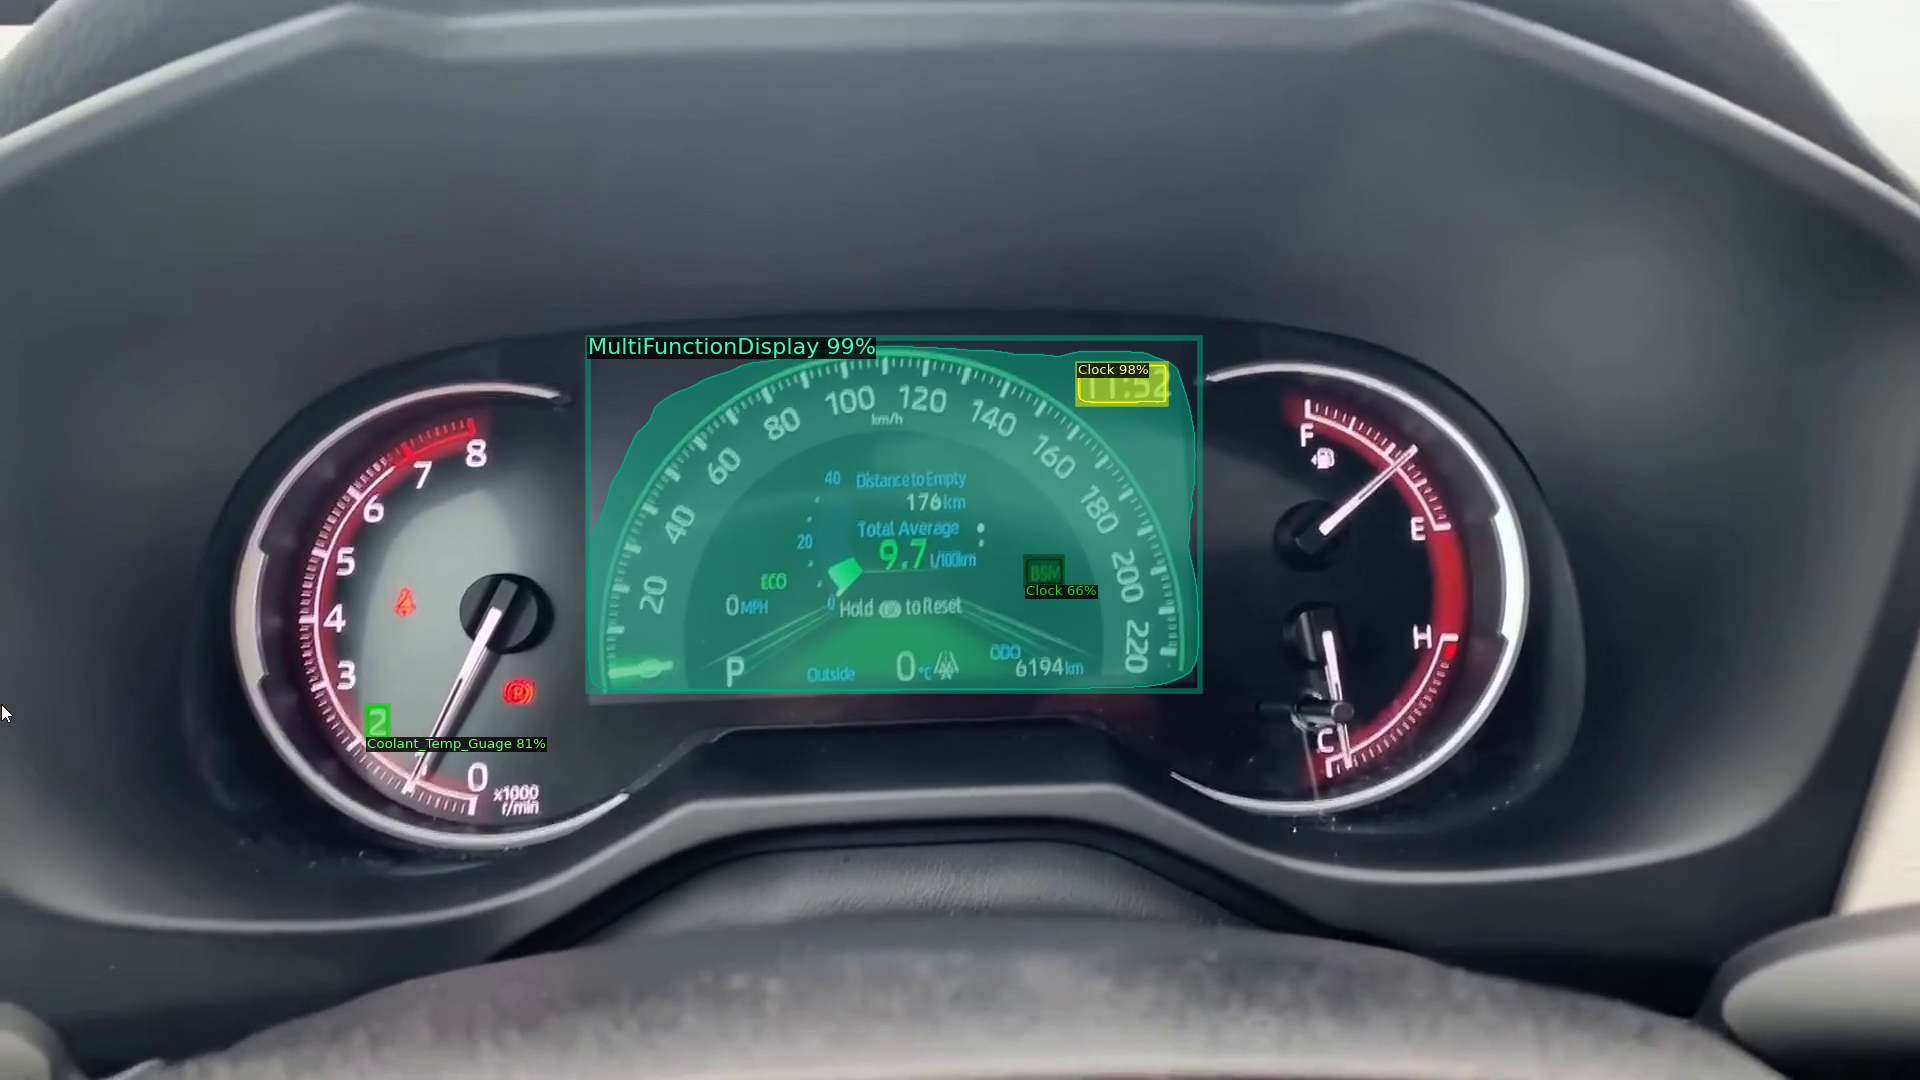 MultiFunctionDisplay 99%
Clock 98%
11:52
8
7
6
5
4
3
2
Coolant_Temp_Guage 81%
1
0
x1000
r/min
20
40
60
80
100
120
140
160
180
200
220
km/h
40
20
0
Distance to Empty
176 km
Total Average
9.7 L/100km
ECO
0 MPH
Hold OK to Reset
BSM
Clock 66%
P
Outside 0 °C
ODO
6194 km
F
E
H
C
(P)